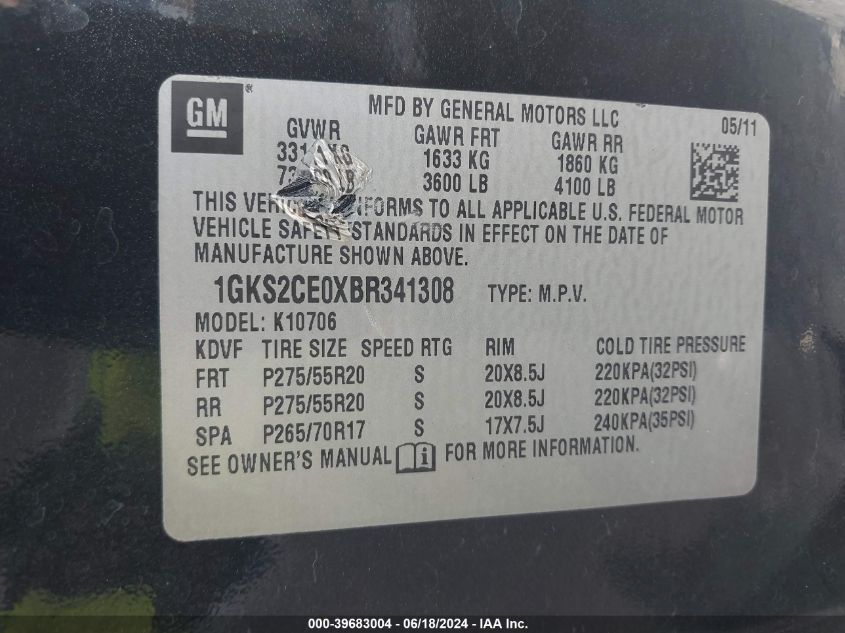 GM
MFD BY GENERAL MOTORS LLC
05/11
GVWR GAWR FRT GAWR RR
KG 1633 KG 1860 KG
LB 3600 LB 4100 LB
THIS TO ALL APPLICABLE U.S. FEDERAL MOTOR
VEHICLE SAFETY STANDARDS IN EFFECT ON THE DATE OF
MANUFACTURE SHOWN ABOVE.
1GKS2CE0XBR341308 TYPE: M.P.V.
MODEL: K10706
KDVF TIRE SIZE SPEED RTG RIM COLD TIRE PRESSURE
FRT P275/55R20 S 20X8.5J 220KPA(32PSI)
RR P275/55R20 S 20X8.5J 220KPA(32PSI)
SPA P265/70R17 S 17X7.5J 240KPA(35PSI)
SEE OWNER'S MANUAL i FOR MORE INFORMATION.
000-39683004 - 06/18/2024 - IAA Inc.